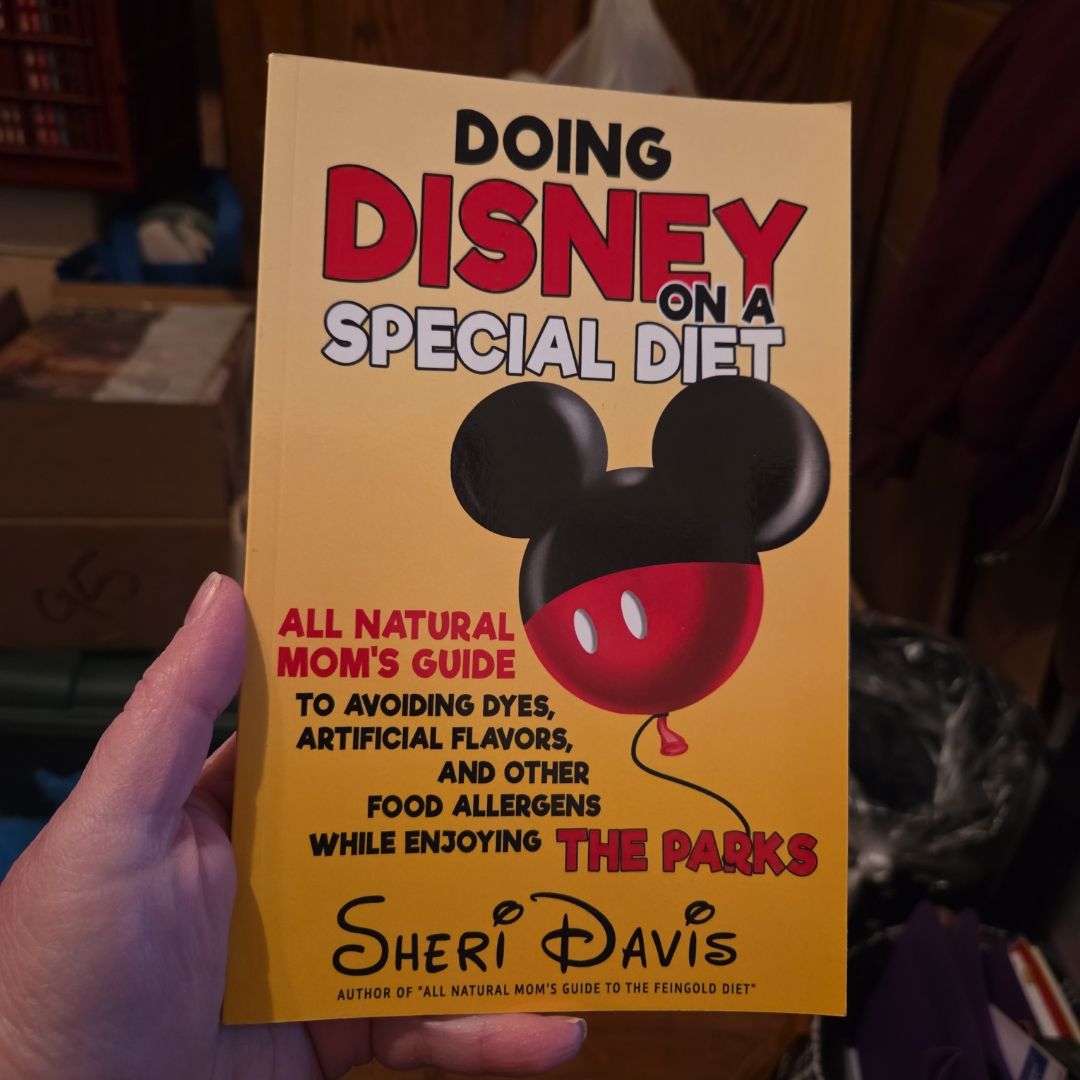 DOING
DISNEY
ON A
SPECIAL DIET
ALL NATURAL
MOM'S GUIDE
TO AVOIDING DYES,
ARTIFICIAL FLAVORS,
AND OTHER
FOOD ALLERGENS
WHILE ENJOYING THE PARKS
SHERI DAVIS
AUTHOR OF "ALL NATURAL MOM'S GUIDE TO THE FEINGOLD DIET"